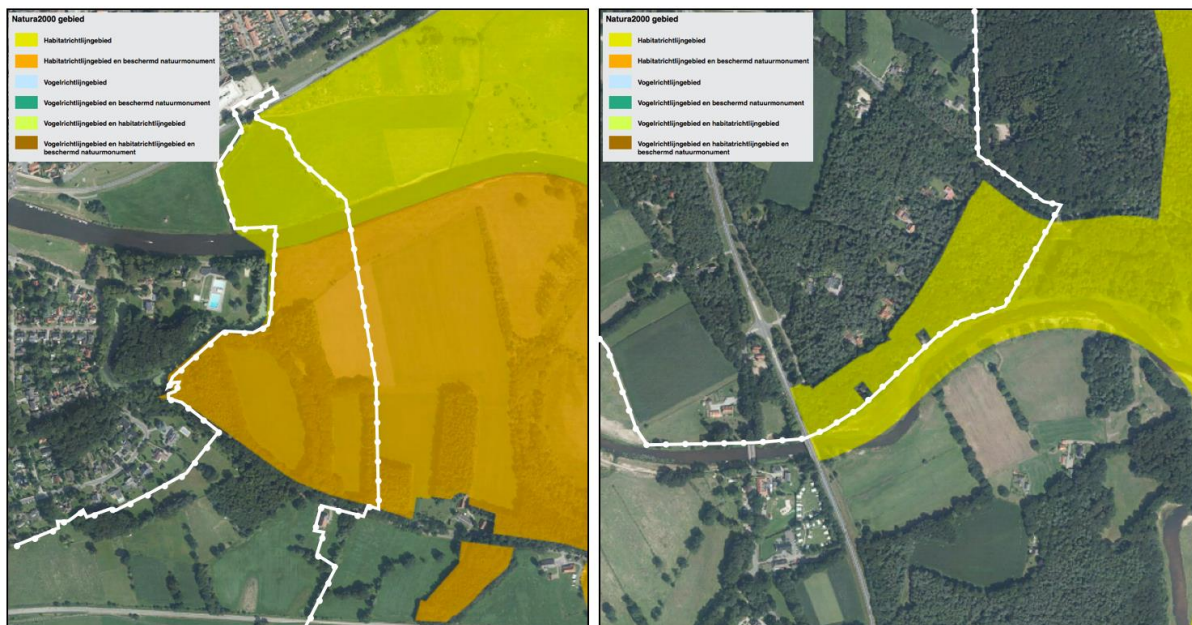 Natura2000 gebied
Habitatrichtlijngebied
Habitatrichtlijngebied en beschermd natuurmonument
Vogelrichtlijngebied
Vogelrichtlijngebied en beschermd natuurmonument
Vogelrichtlijngebied en habitatrichtlijngebied
Vogelrichtlijngebied en habitatrichtlijngebied en
beschermd natuurmonument
Natura2000 gebied
Habitatrichtlijngebied
Habitatrichtlijngebied en beschermd natuurmonument
Vogelrichtlijngebied
Vogelrichtlijngebied en beschermd natuurmonument
Vogelrichtlijngebied en habitatrichtlijngebied
Vogelrichtlijngebied en habitatrichtlijngebied en
beschermd natuurmonument